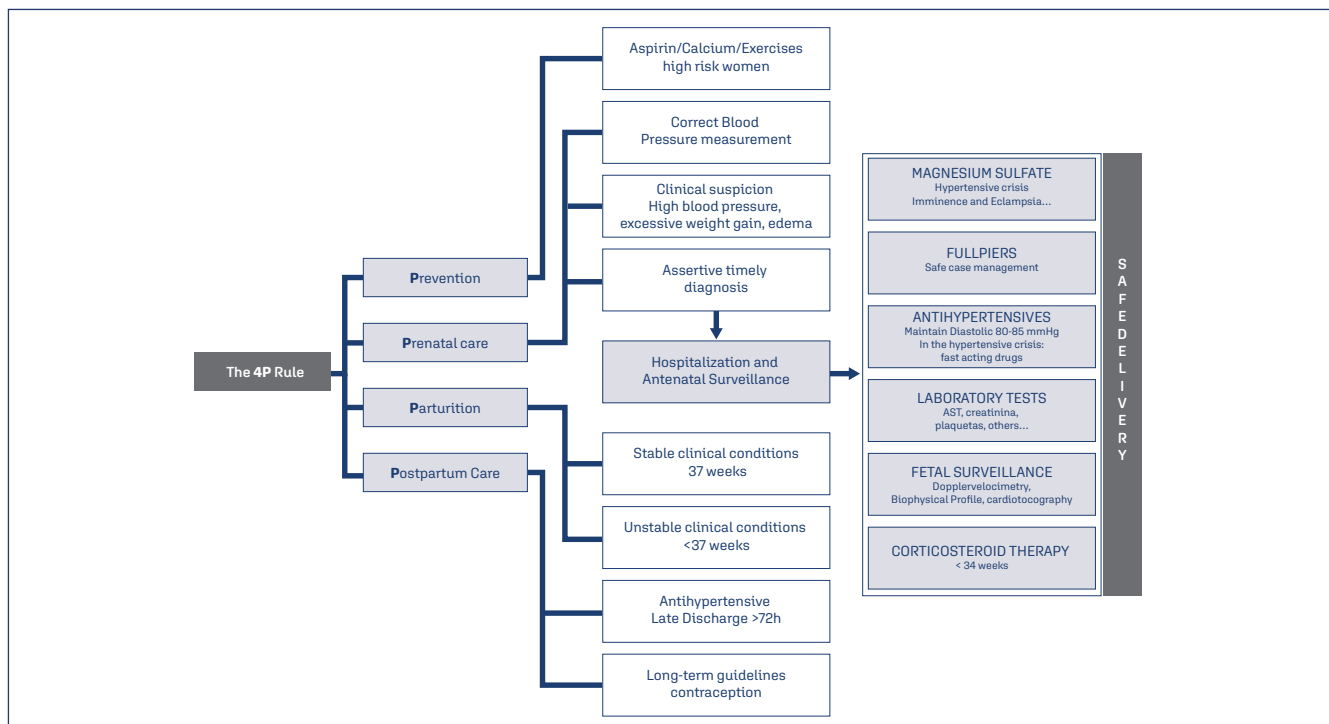 The 4P Rule
Prevention
Prenatal care
Parturition
Postpartum Care
Aspirin/Calcium/Exercises
high risk women
Correct Blood
Pressure measurement
Clinical suspicion
High blood pressure,
excessive weight gain, edema
Assertive timely
diagnosis
Hospitalization and
Antenatal Surveillance
Stable clinical conditions
37 weeks
Unstable clinical conditions
<37 weeks
Antihypertensive
Late Discharge >72h
Long-term guidelines
contraception
MAGNESIUM SULFATE
Hypertensive crisis
Imminence and Eclampsia...
FULLPIERS
Safe case management
ANTIHYPERTENSIVES
Maintain Diastolic 80-85 mmHg
In the hypertensive crisis:
fast acting drugs
LABORATORY TESTS
AST, creatinina,
plaquetas, others...
FETAL SURVEILLANCE
Dopplervelocimetry,
Biophysical Profile, cardiotocography
CORTICOSTEROID THERAPY
< 34 weeks
SAFEDELIVERY